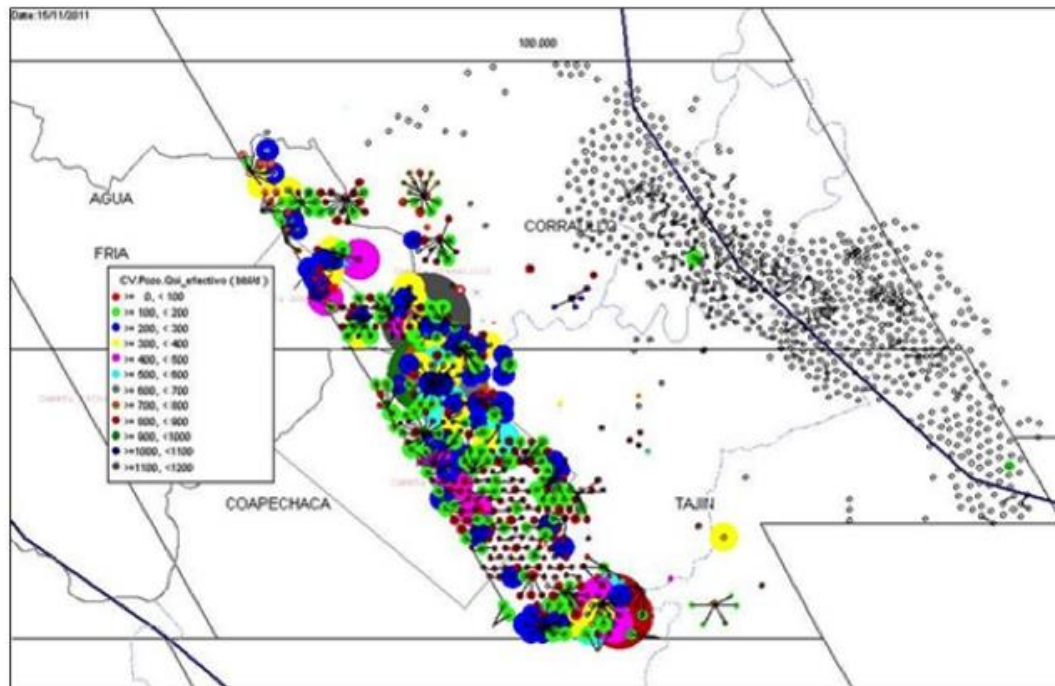 Date:15/11/2011
100.000
AGUA
FRIA
CORRALILLO
CV.Pozo.Qui_efectivo ( bbl/d )
>= 0, <100
>= 100, <200
>= 200, <300
>= 300, <400
>= 400, <500
>= 500, <600
>= 600, <700
>= 700, <800
>= 800, <900
>= 900, <1000
>=1000, <1100
>=1100, <1200
COAPECHACA
TAJIN